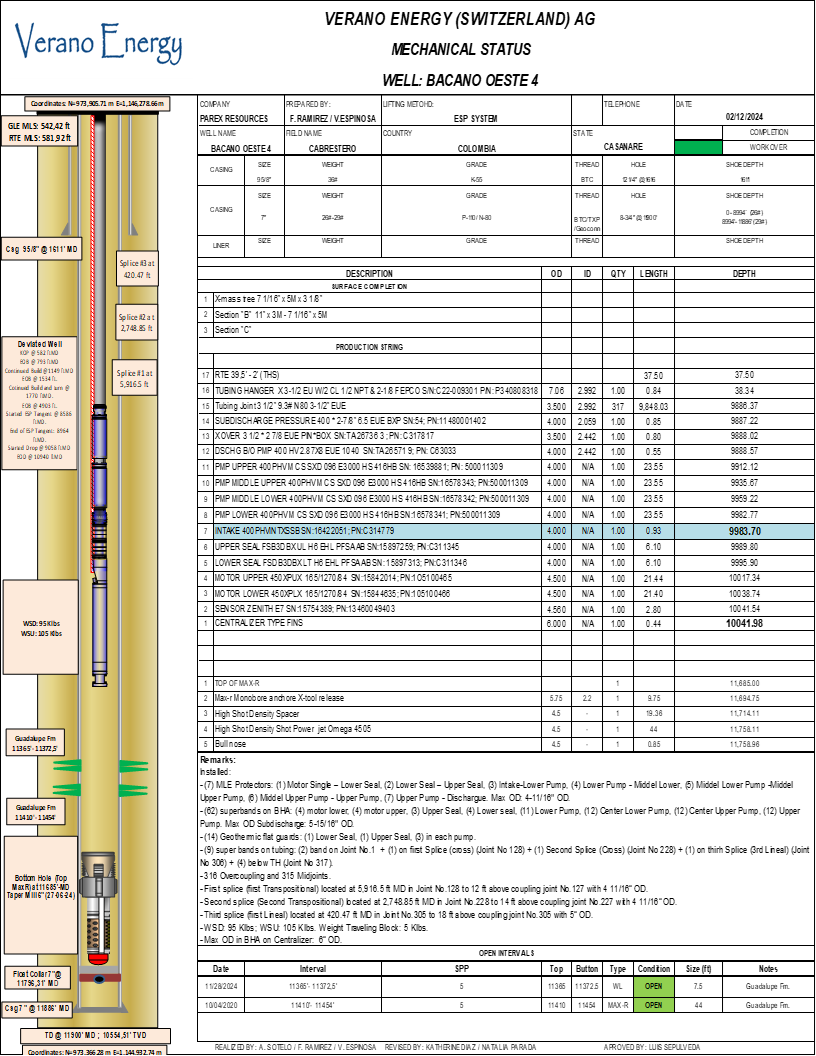 Verano Energy
VERANO ENERGY (SWITZERLAND) AG
MECHANICAL STATUS
WELL: BACANO OESTE 4
Coordinates: N=973,905.71 m E=1,146,278.66m
GLE MLS: 542,42 ft
RTE MLS: 581,92 ft
Csg 9 5/8" @ 1611' MD
Splice #3 at
420.47 ft
Splice #2 at
2,748.85 ft
Splice #1 at
5,916.5 ft
Deviated Well
KOP @ 582 ft MD
EOB @ 793 ft MD
Continued Build @ 1149 ft MD
EOB @ 1534 ft.
Cotinued Build and turn @
1770 ft MD.
EOB @ 4903 ft.
Started ESP Tangent @ 8586
ft MD.
End of ESP Tangent: 8964
ft MD.
Started Drop @ 9058 ft MD
EOD @ 10940 ft MD
WSD: 95 Klbs
WSU: 105 Klbs
Guadalupe Fm
11365' - 11372,5'
Guadalupe Fm
11410' - 11454'
Bottom Hole (Top
MaxR) at 11685'-MD
Taper Mill 6" (27-06-24)
Float Collar 7" @
11796,31' MD
Csg 7" @ 11886' MD
TD @ 11900' MD ; 10554,51' TVD
Coordinates: N=973,366.28 m E=1,144,932.74 m
COMPANY PREPARED BY: LIFTING METOHD: TELEPHONE DATE
PAREX RESOURCES F. RAMIREZ / V.ESPINOSA ESP SYSTEM 02/12/2024
WELL NAME FIELD NAME COUNTRY STATE COMPLETION
BACANO OESTE 4 CABRESTERO COLOMBIA CASANARE WORKOVER
CASING SIZE WEIGHT GRADE THREAD HOLE SHOE DEPTH
9 5/8" 36# K-55 BTC 12 1/4" @ 1616 1611
CASING SIZE WEIGHT GRADE THREAD HOLE SHOE DEPTH
7" 26#-29# P-110 / N-80 BTC/TXP /Geoconn 8-3/4" @ 11900' 0 - 8994' (26#)
8994'- 11886' (29#)
LINER SIZE WEIGHT GRADE THREAD SHOE DEPTH
DESCRIPTION OD ID QTY LENGTH DEPTH
SURFACE COMPLETION
1 X-mass tree 7 1/16" x 5M x 3 1/8"
2 Section "B" 11" x 3M - 7 1/16" x 5M
3 Section "C"
PRODUCTION STRING
17 RTE 39,5' - 2' (THS) 37.50 37.50
16 TUBING HANGER X 3-1/2 EU W/2 CL 1/2 NPT & 2-1/8 FEPCO S/N:C22-009301 PN: P340808318 7.06 2.992 1.00 0.84 38.34
15 Tubing Joint 3 1/2" 9.3# N80 3-1/2" EUE 3.500 2.992 317 9,848.03 9886.37
14 SUBDISCHARGE PRESSURE 400 * 2-7/8" 6.5 EUE BXP SN:54; PN:11480001402 4.000 2.059 1.00 0.85 9887.22
13 XOVER 3 1/2 * 2 7/8 EUE PIN*BOX SN:TA26736 3 ; PN: C317817 3.500 2.442 1.00 0.80 9888.02
12 DSCHG B/O PMP 400 HV 2.87X8 EUE 1040 SN:TA265719; PN: C63033 4.000 2.442 1.00 0.55 9888.57
11 PMP UPPER 400PHVM CS SXD 096 E3000 HS 416HB SN: 16539881; PN: 500011309 4.000 N/A 1.00 23.55 9912.12
10 PMP MIDDLE UPPER 400PHVM CS SXD 096 E3000 HS 416HB SN:16578343; PN:500011309 4.000 N/A 1.00 23.55 9935.67
9 PMP MIDDLE LOWER 400PHVM CS SXD 096 E3000 HS 416HB SN:16578342; PN:500011309 4.000 N/A 1.00 23.55 9959.22
8 PMP LOWER 400PHVM CS SXD 096 E3000 HS 416HB SN:16578341; PN:500011309 4.000 N/A 1.00 23.55 9982.77
7 INTAKE 400PHVINTXSSB SN:16422051; PN:C314779 4.000 N/A 1.00 0.93 9983.70
6 UPPER SEAL FSB3DBX UL H6 EHL PFSA AB SN:15897259; PN:C311345 4.000 N/A 1.00 6.10 9989.80
5 LOWER SEAL FSDB3DBX LT H6 EHL PFSA AB SN: 15897313; PN:C311346 4.000 N/A 1.00 6.10 9995.90
4 MOTOR UPPER 450XPUX 165/1270/84 SN:15842014; PN:105100465 4.500 N/A 1.00 21.44 10017.34
3 MOTOR LOWER 450XPLX 165/1270/84 SN:15844635; PN:105100466 4.500 N/A 1.00 21.40 10038.74
2 SENSOR ZENITH E7 SN:15754389; PN:13460049403 4.560 N/A 1.00 2.80 10041.54
1 CENTRALIZER TYPE FINS 6.000 N/A 1.00 0.44 10041.98
1 TOP OF MAX-R 1 11,685.00
2 Max-r Monobore anchore X-tool release 5.75 2.2 1 9.75 11,694.75
3 High Shot Density Spacer 4.5 - 1 19.36 11,714.11
4 High Shot Density Shot Power jet Omega 4505 4.5 - 1 44 11,758.11
5 Bull nose 4.5 - 1 0.85 11,758.96
Remarks:
Installed:
-(7) MLE Protectors: (1) Motor Single – Lower Seal, (2) Lower Seal – Upper Seal, (3) Intake-Lower Pump, (4) Lower Pump - Middel Lower, (5) Middel Lower Pump -Middel
Upper Pump, (6) Middel Upper Pump - Upper Pump, (7) Upper Pump - Dischargue. Max OD: 4-11/16" OD.
-(62) superbands on BHA: (4) motor lower, (4) motor upper, (3) Upper Seal, (4) Lower seal, (11) Lower Pump, (12) Center Lower Pump, (12) Center Upper Pump, (12) Upper
Pump. Max OD Subdischarge: 5-15/16" OD.
-(14) Geothermic flat guards: (1) Lower Seal, (1) Upper Seal, (3) in each pump.
-(9) super bands on tubing: (2) band on Joint No.1 + (1) on first Splice (cross) (Joint No 128) + (1) Second Splice (Cross) (Joint No 228) + (1) on thirh Splice (3rd Lineal) (Joint
No 306) + (4) below TH (Joint No 317).
-316 Overcoupling and 315 Midjoints.
-First splice (first Transpositional) located at 5,916.5 ft MD in Joint No.128 to 12 ft above coupling joint No.127 with 4 11/16" OD.
-Second splice (Second Transpositional) located at 2,748.85 ft MD in Joint No.228 to 14 ft above coupling joint No.227 with 4 11/16" OD.
-Third splice (first Lineal) located at 420.47 ft MD in Joint No.305 to 18 ft above coupling joint No.305 with 5" OD.
-WSD: 95 Klbs; WSU: 105 Klbs. Weight Traveling Block: 5 Klbs.
-Max OD in BHA on Centralizer: 6" OD.
OPEN INTERVALS
Date Interval SPP Top Button Type Condition Size (ft) Notes
11/28/2024 11365'- 11372,5' 5 11365 11372.5 WL OPEN 7.5 Guadalupe Fm.
10/04/2020 11410'- 11454' 5 11410 11454 MAX-R OPEN 44 Guadalupe Fm.
REALIZED BY: A. SOTELO / F. RAMIREZ / V. ESPINOSA REVISED BY: KATHERINE DIAZ / NATALIA PARADA APROVED BY: LUIS SEPULVEDA